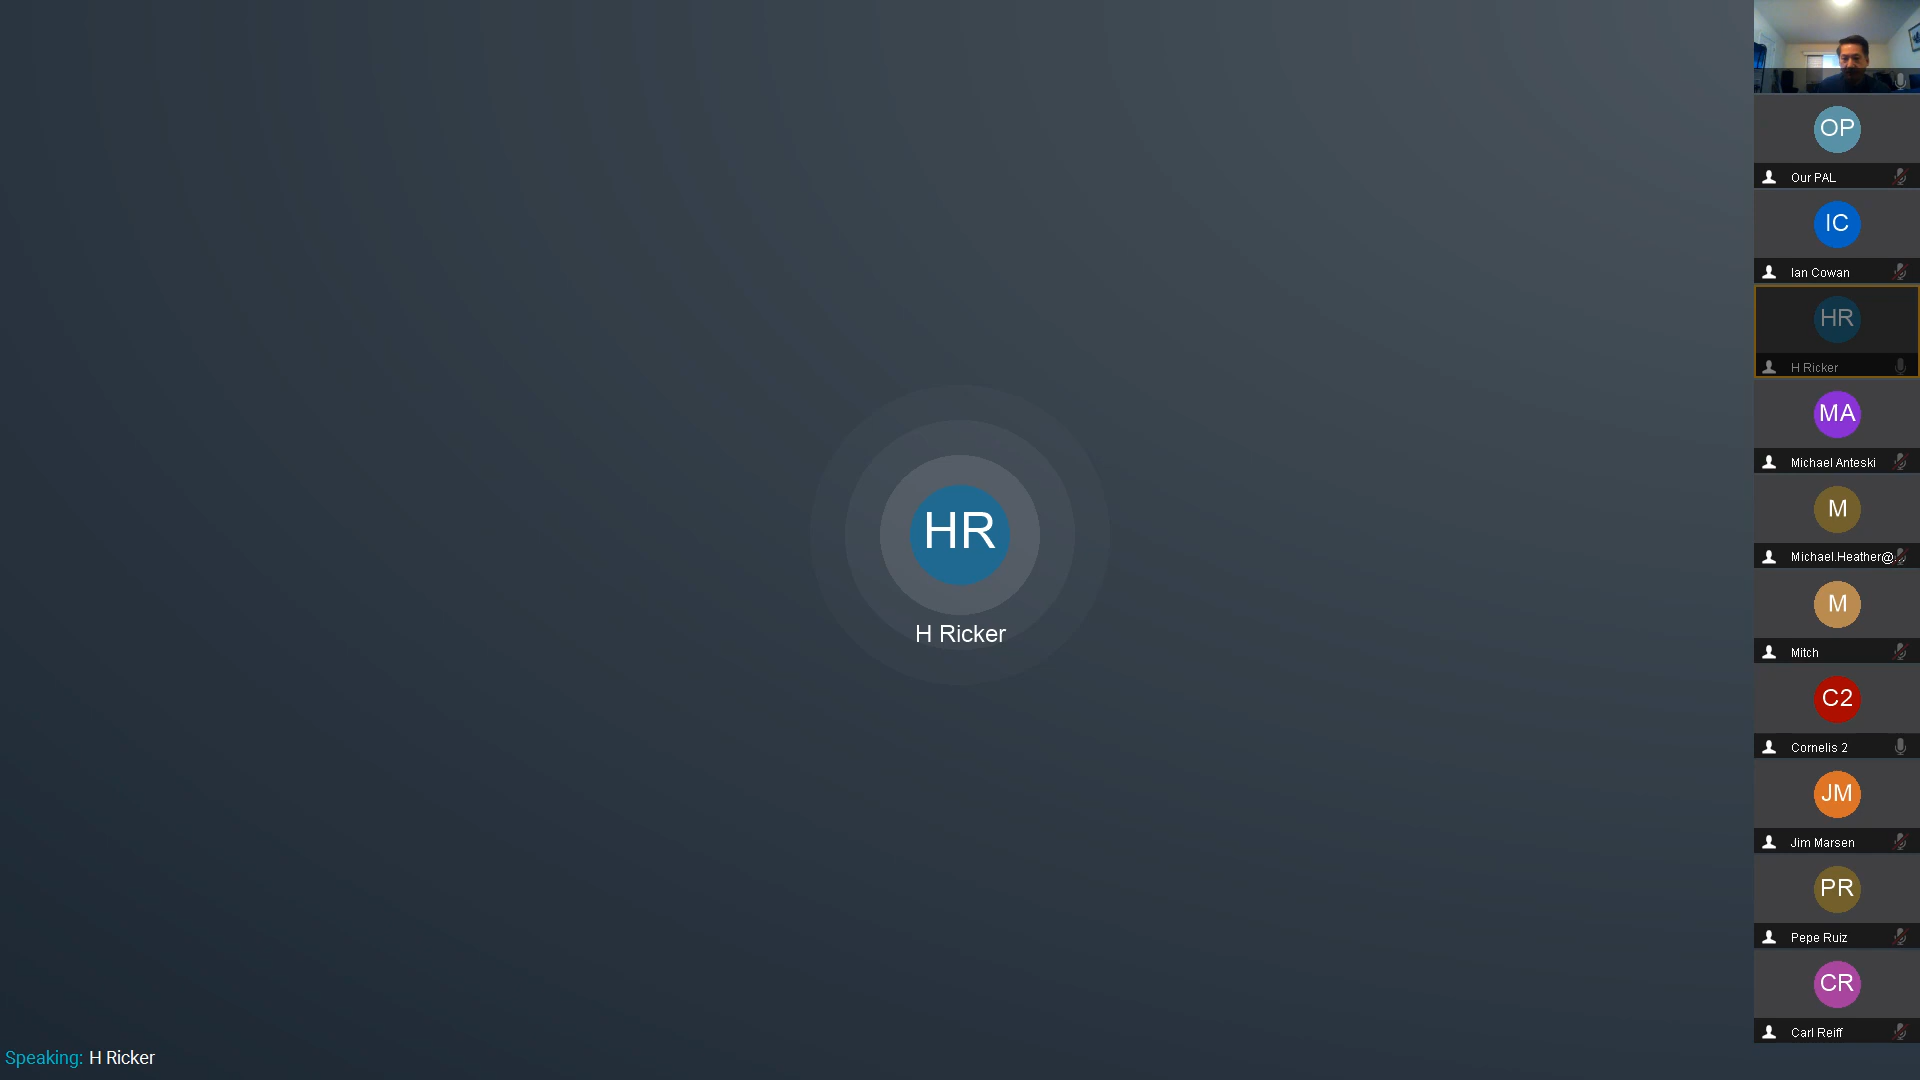 HR
H Ricker
Speaking: H Ricker
OP
Our PAL
IC
Ian Cowan
HR
H Ricker
MA
Michael Anteski
M
Michael.Heather@...
M
Mitch
C2
Cornelis 2
JM
Jim Marsen
PR
Pepe Ruiz
CR
Carl Reiff